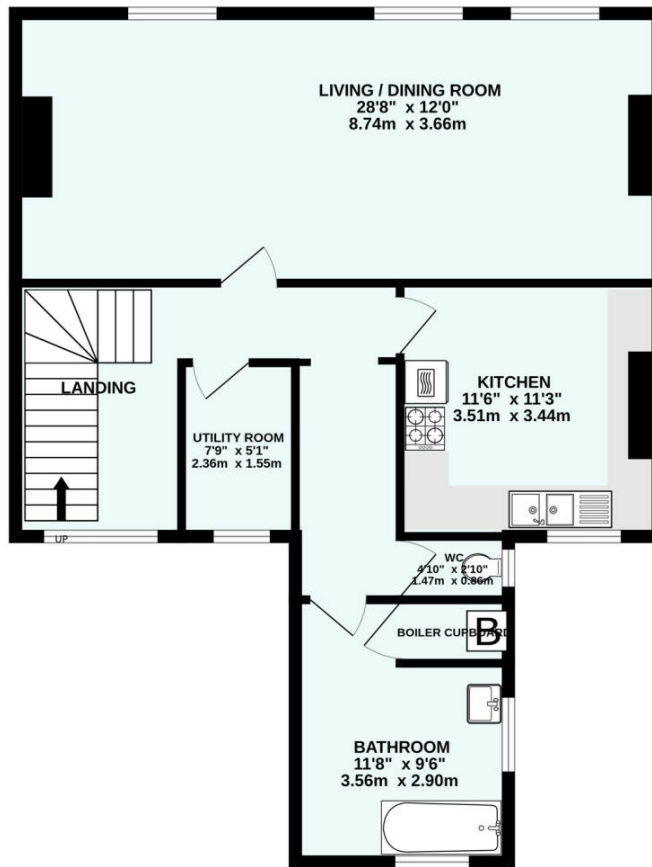 LIVING / DINING ROOM
28'8" x 12'0"
8.74m x 3.66m
LANDING
KITCHEN
11'6" x 11'3"
3.51m x 3.44m
UTILITY ROOM
7'9" x 5'1"
2.36m x 1.55m
UP
WC
4'10" x 2'10"
1.47m x 0.86m
BOILER CUPBOARD
B
BATHROOM
11'8" x 9'6"
3.56m x 2.90m